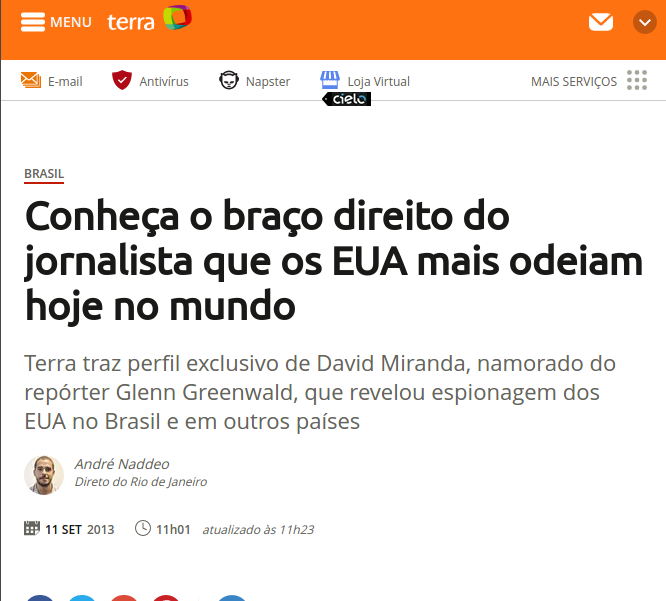 MENU terra
E-mail Antivírus Napster Loja Virtual MAIS SERVIÇOS
cielo
BRASIL
Conheça o braço direito do
jornalista que os EUA mais odeiam
hoje no mundo
Terra traz perfil exclusivo de David Miranda, namorado do
repórter Glenn Greenwald, que revelou espionagem dos
EUA no Brasil e em outros países
André Naddeo
Direto do Rio de Janeiro
11 SET 2013 11h01 atualizado às 11h23